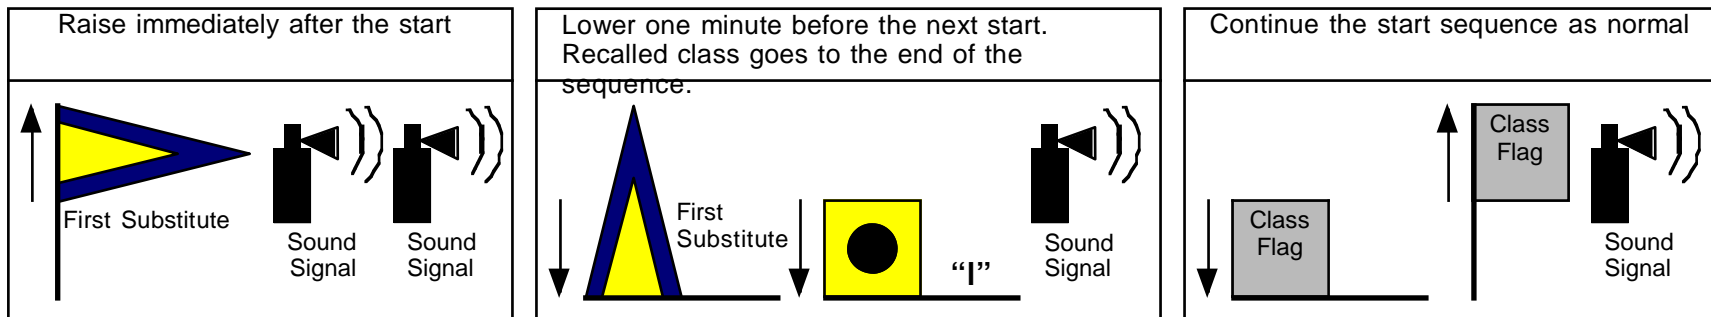 Raise immediately after the start
First Substitute
Sound
Signal
Sound
Signal
Lower one minute before the next start.
Recalled class goes to the end of the
sequence.
First
Substitute
“I”
Sound
Signal
Continue the start sequence as normal
Class
Flag
Class
Flag
Sound
Signal